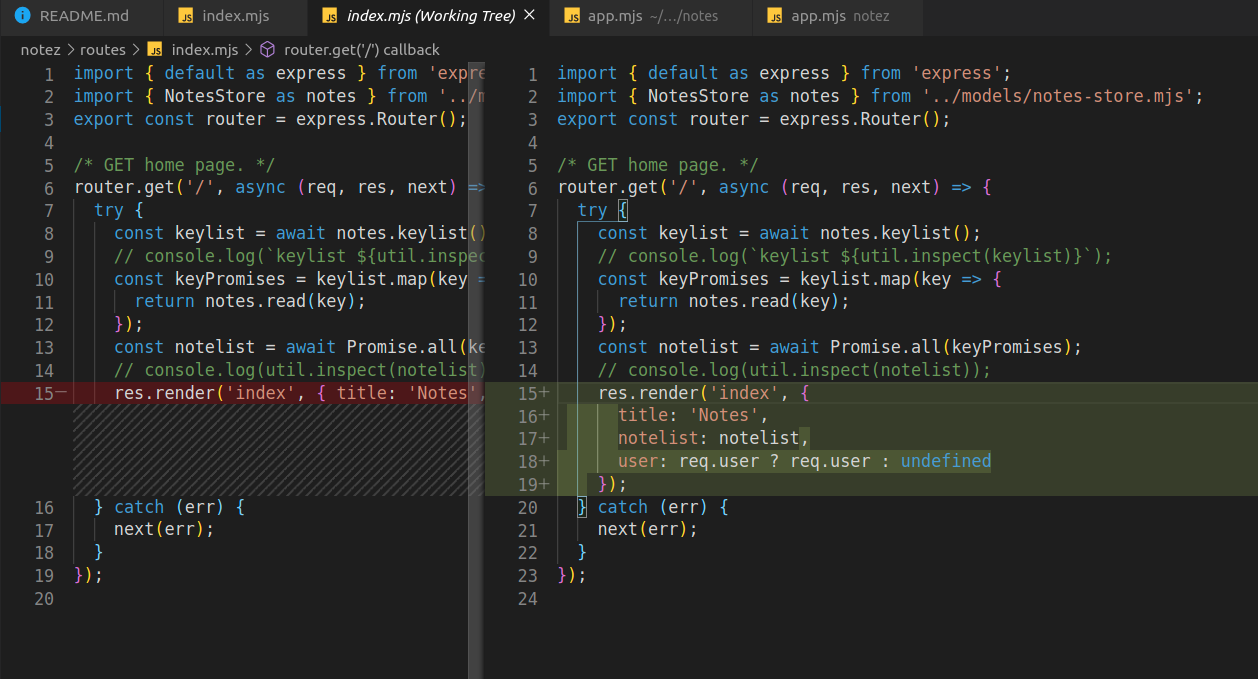 README.md index.mjs index.mjs (Working Tree) app.mjs ~/.../notes app.mjs notez
notez > routes > index.mjs > router.get('/') callback
1 import { default as express } from 'expre
2 import { NotesStore as notes } from '../m
3 export const router = express.Router();
4
5 /* GET home page. */
6 router.get('/', async (req, res, next) =>
7 try {
8 const keylist = await notes.keylist()
9 // console.log(`keylist ${util.inspec
10 const keyPromises = keylist.map(key =
11 return notes.read(key);
12 });
13 const notelist = await Promise.all(ke
14 // console.log(util.inspect(notelist)
15− res.render('index', { title: 'Notes',
16 } catch (err) {
17 next(err);
18 }
19 });
20
1 import { default as express } from 'express';
2 import { NotesStore as notes } from '../models/notes-store.mjs';
3 export const router = express.Router();
4
5 /* GET home page. */
6 router.get('/', async (req, res, next) => {
7 try {
8 const keylist = await notes.keylist();
9 // console.log(`keylist ${util.inspect(keylist)}`);
10 const keyPromises = keylist.map(key => {
11 return notes.read(key);
12 });
13 const notelist = await Promise.all(keyPromises);
14 // console.log(util.inspect(notelist));
15+ res.render('index', {
16+ title: 'Notes',
17+ notelist: notelist,
18+ user: req.user ? req.user : undefined
19+ });
20 } catch (err) {
21 next(err);
22 }
23 });
24